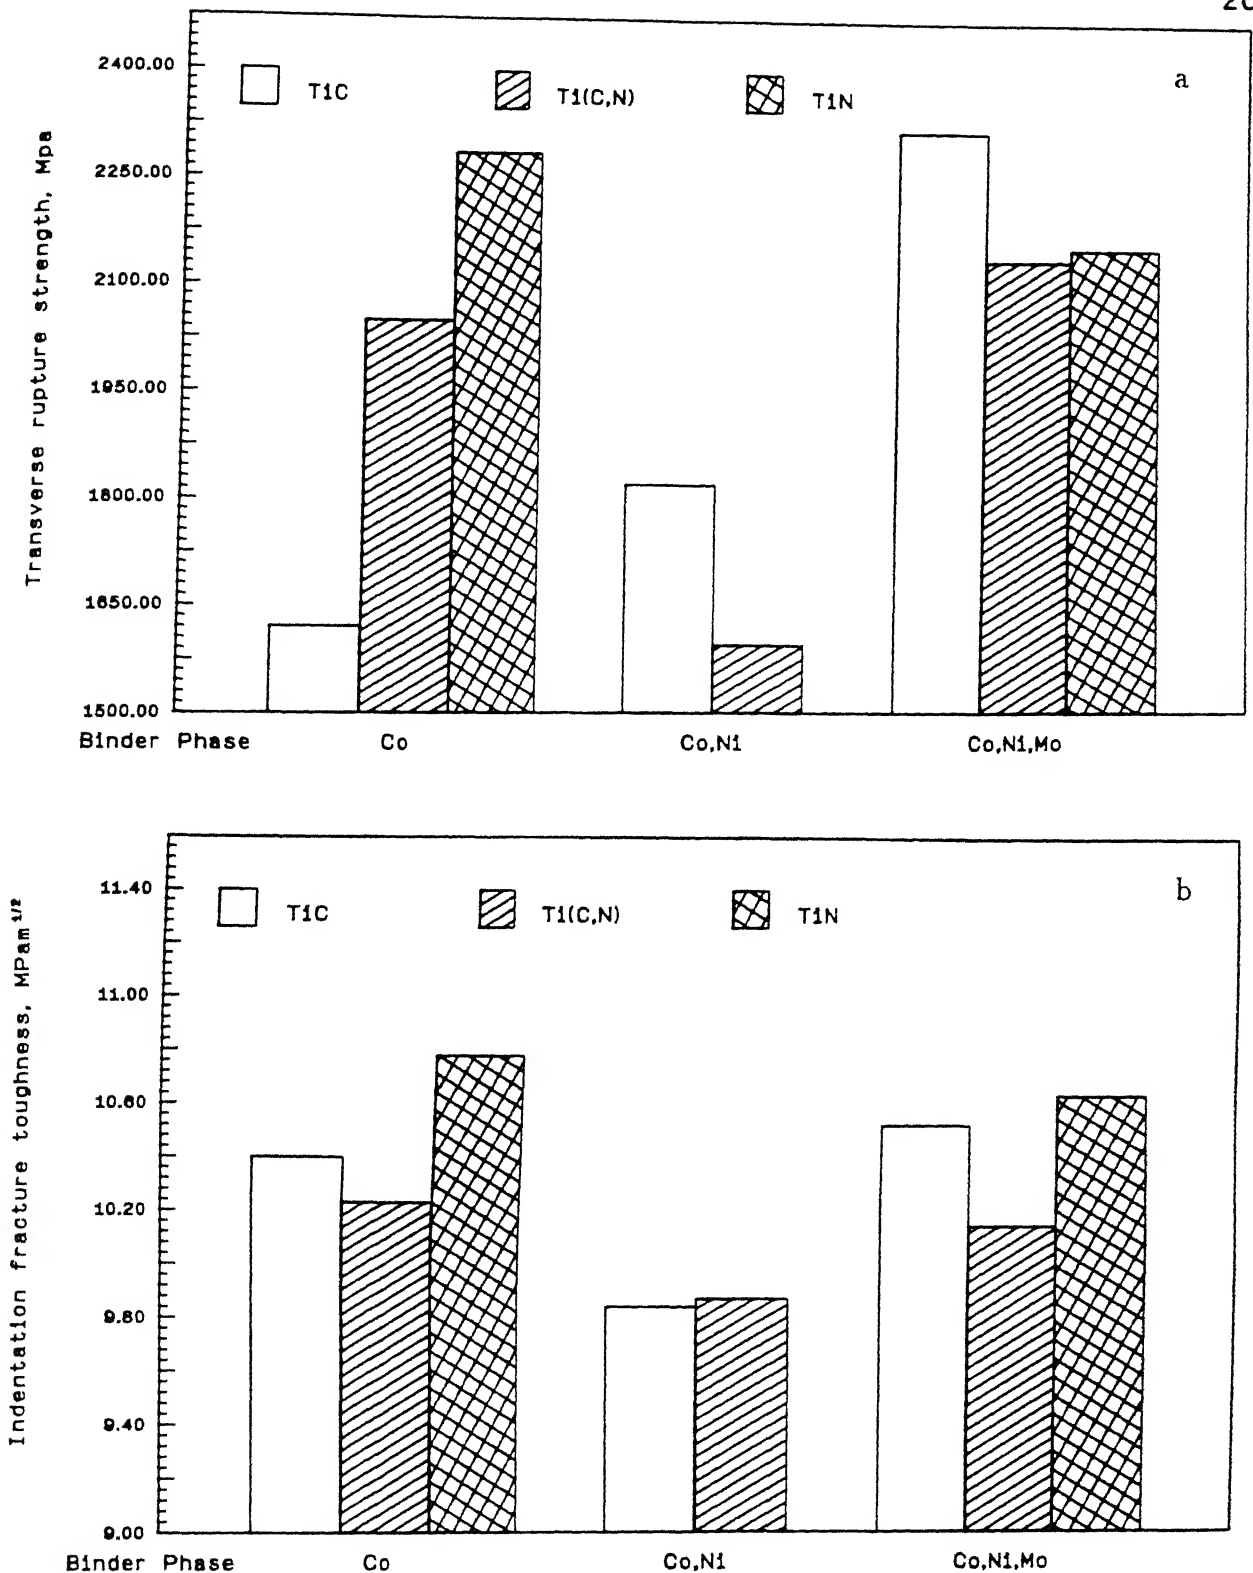 20
2400.00
TiC
Ti(C,N)
TiN
a
2250.00
2100.00
1950.00
1800.00
1650.00
1500.00
Transverse rupture strength, Mpa
Binder Phase
Co
Co,Ni
Co,Ni,Mo
11.40
TiC
Ti(C,N)
TiN
b
11.00
10.60
10.20
9.80
9.40
9.00
Indentation fracture toughness, MPam¹/²
Binder Phase
Co
Co,Ni
Co,Ni,Mo